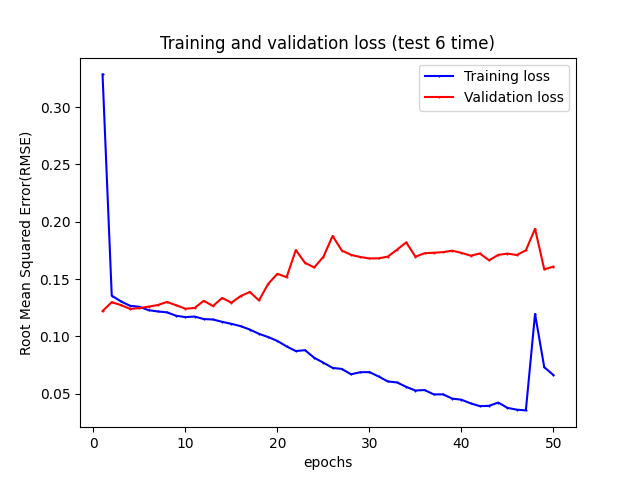 Training and validation loss (test 6 time)
Training loss
Validation loss
0.30
0.25
0.20
0.15
0.10
0.05
Root Mean Squared Error(RMSE)
0 10 20 30 40 50
epochs